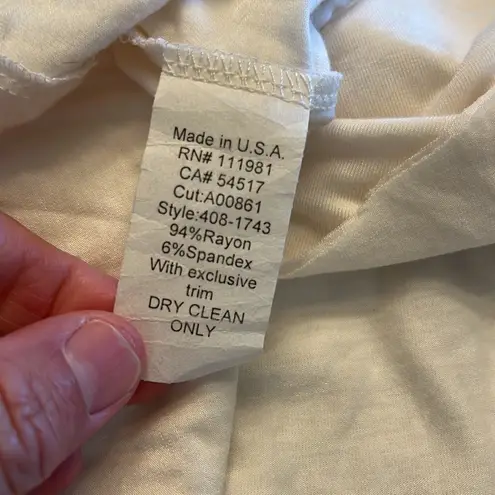 Made in U.S.A.
RN# 111981
CA# 54517
Cut:A00861
Style:408-1743
94%Rayon
6%Spandex
With exclusive
trim
DRY CLEAN
ONLY